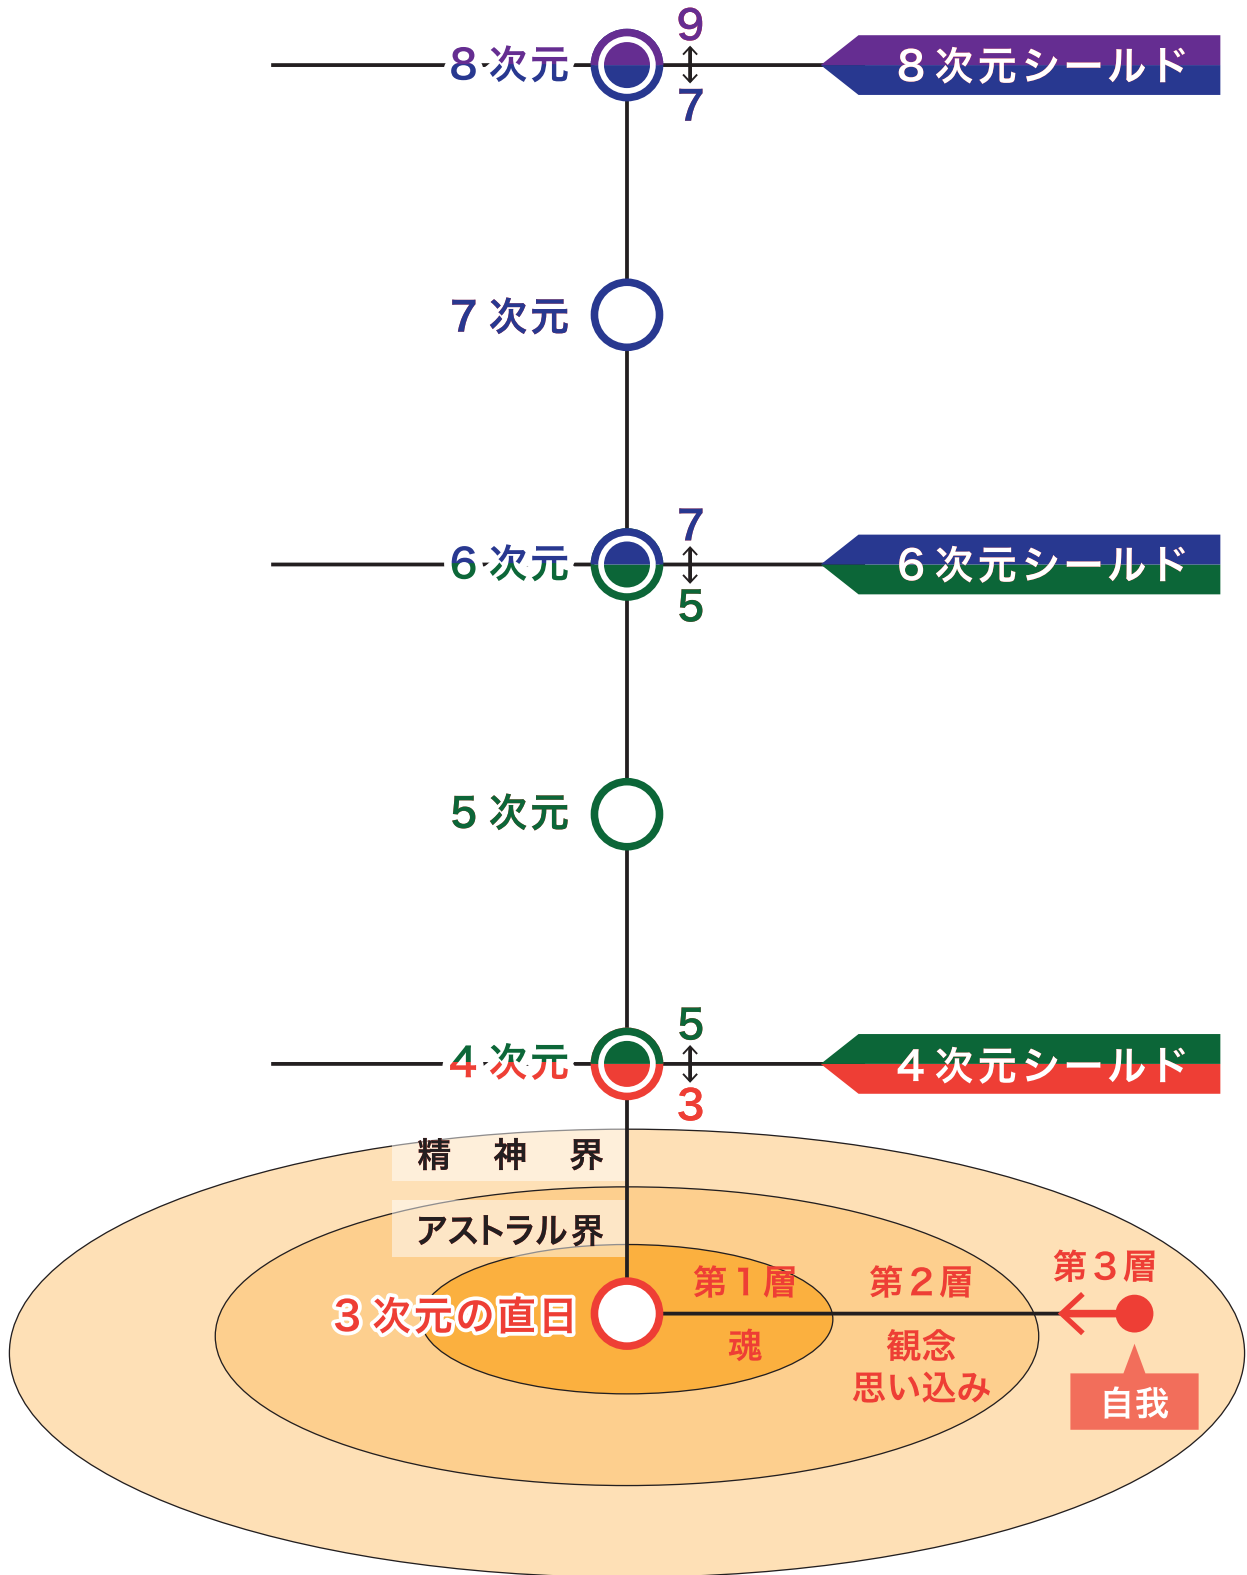 9
8次元
8次元シールド
7
7次元
7
6次元
6次元シールド
5
5次元
5
4次元
4次元シールド
3
精神界
アストラル界
第1層
第2層
第3層
3次元の直日
魂
観念
思い込み
自我